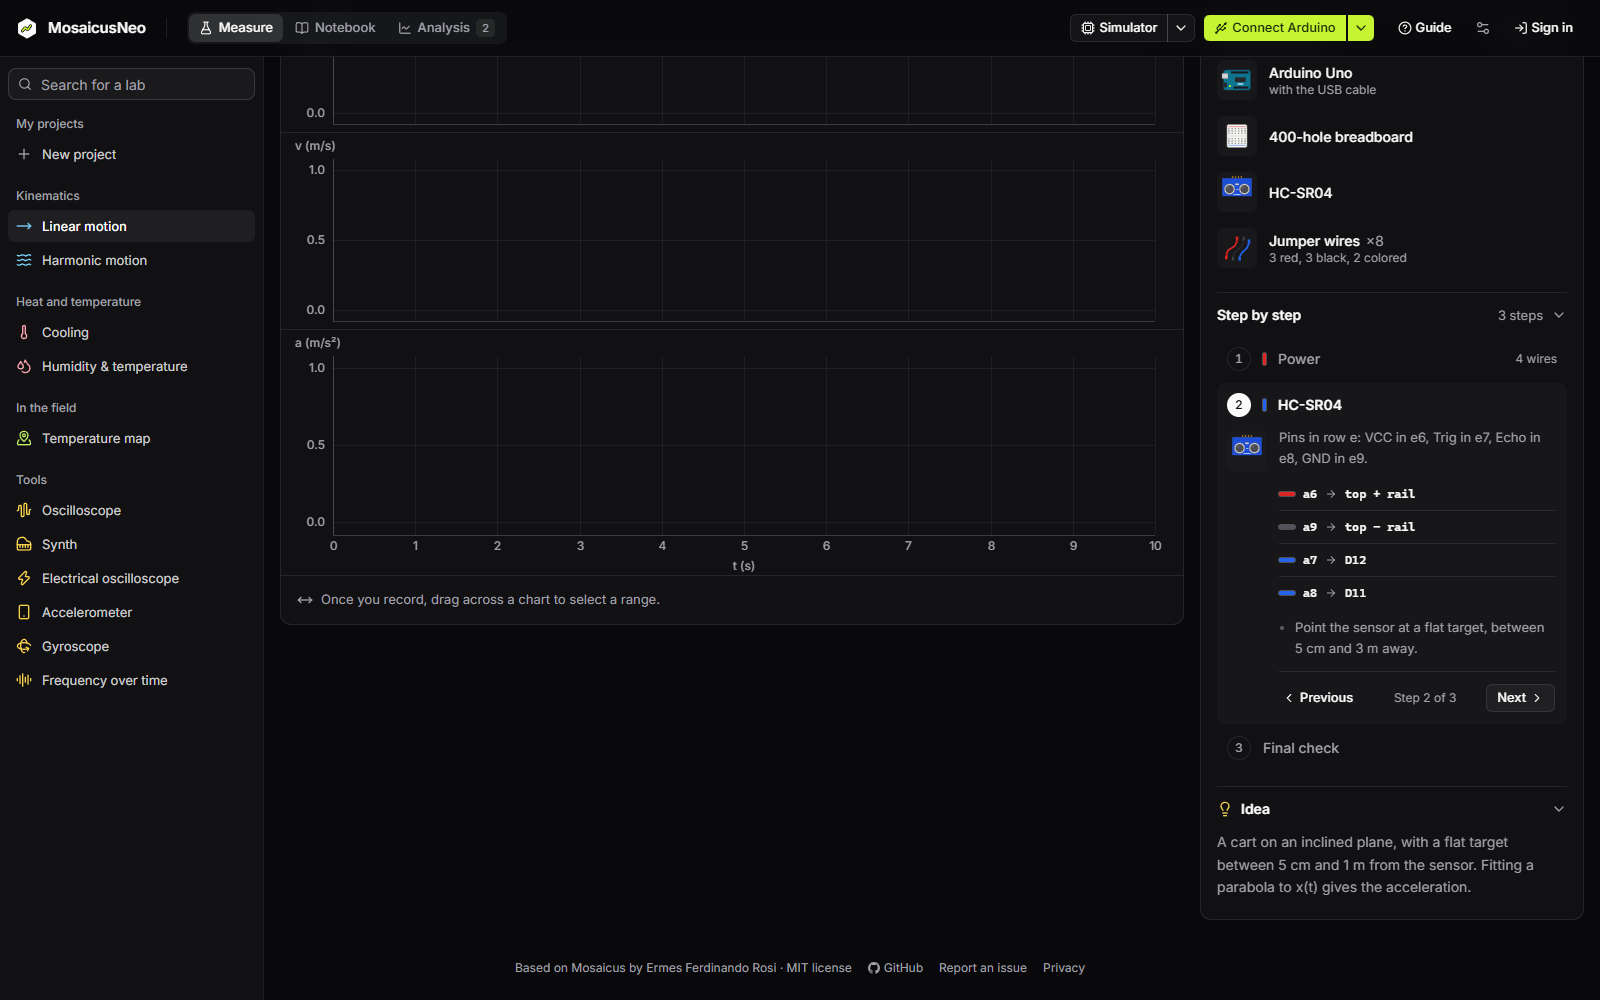 MosaicusNeo
Measure
Notebook
Analysis 2
Simulator
Connect Arduino
Guide
Sign in
Search for a lab
My projects
New project
Kinematics
Linear motion
Harmonic motion
Heat and temperature
Cooling
Humidity & temperature
In the field
Temperature map
Tools
Oscilloscope
Synth
Electrical oscilloscope
Accelerometer
Gyroscope
Frequency over time
0.0
v (m/s)
1.0
0.5
0.0
a (m/s²)
1.0
0.5
0.0
0 1 2 3 4 5 6 7 8 9 10
t (s)
Once you record, drag across a chart to select a range.
Arduino Uno
with the USB cable
400-hole breadboard
HC-SR04
Jumper wires ×8
3 red, 3 black, 2 colored
Step by step 3 steps
1 Power 4 wires
2 HC-SR04
Pins in row e: VCC in e6, Trig in e7, Echo in
e8, GND in e9.
a6 → top + rail
a9 → top − rail
a7 → D12
a8 → D11
• Point the sensor at a flat target, between
5 cm and 3 m away.
Previous Step 2 of 3 Next
3 Final check
Idea
A cart on an inclined plane, with a flat target
between 5 cm and 1 m from the sensor. Fitting a
parabola to x(t) gives the acceleration.
Based on Mosaicus by Ermes Ferdinando Rosi · MIT license GitHub Report an issue Privacy